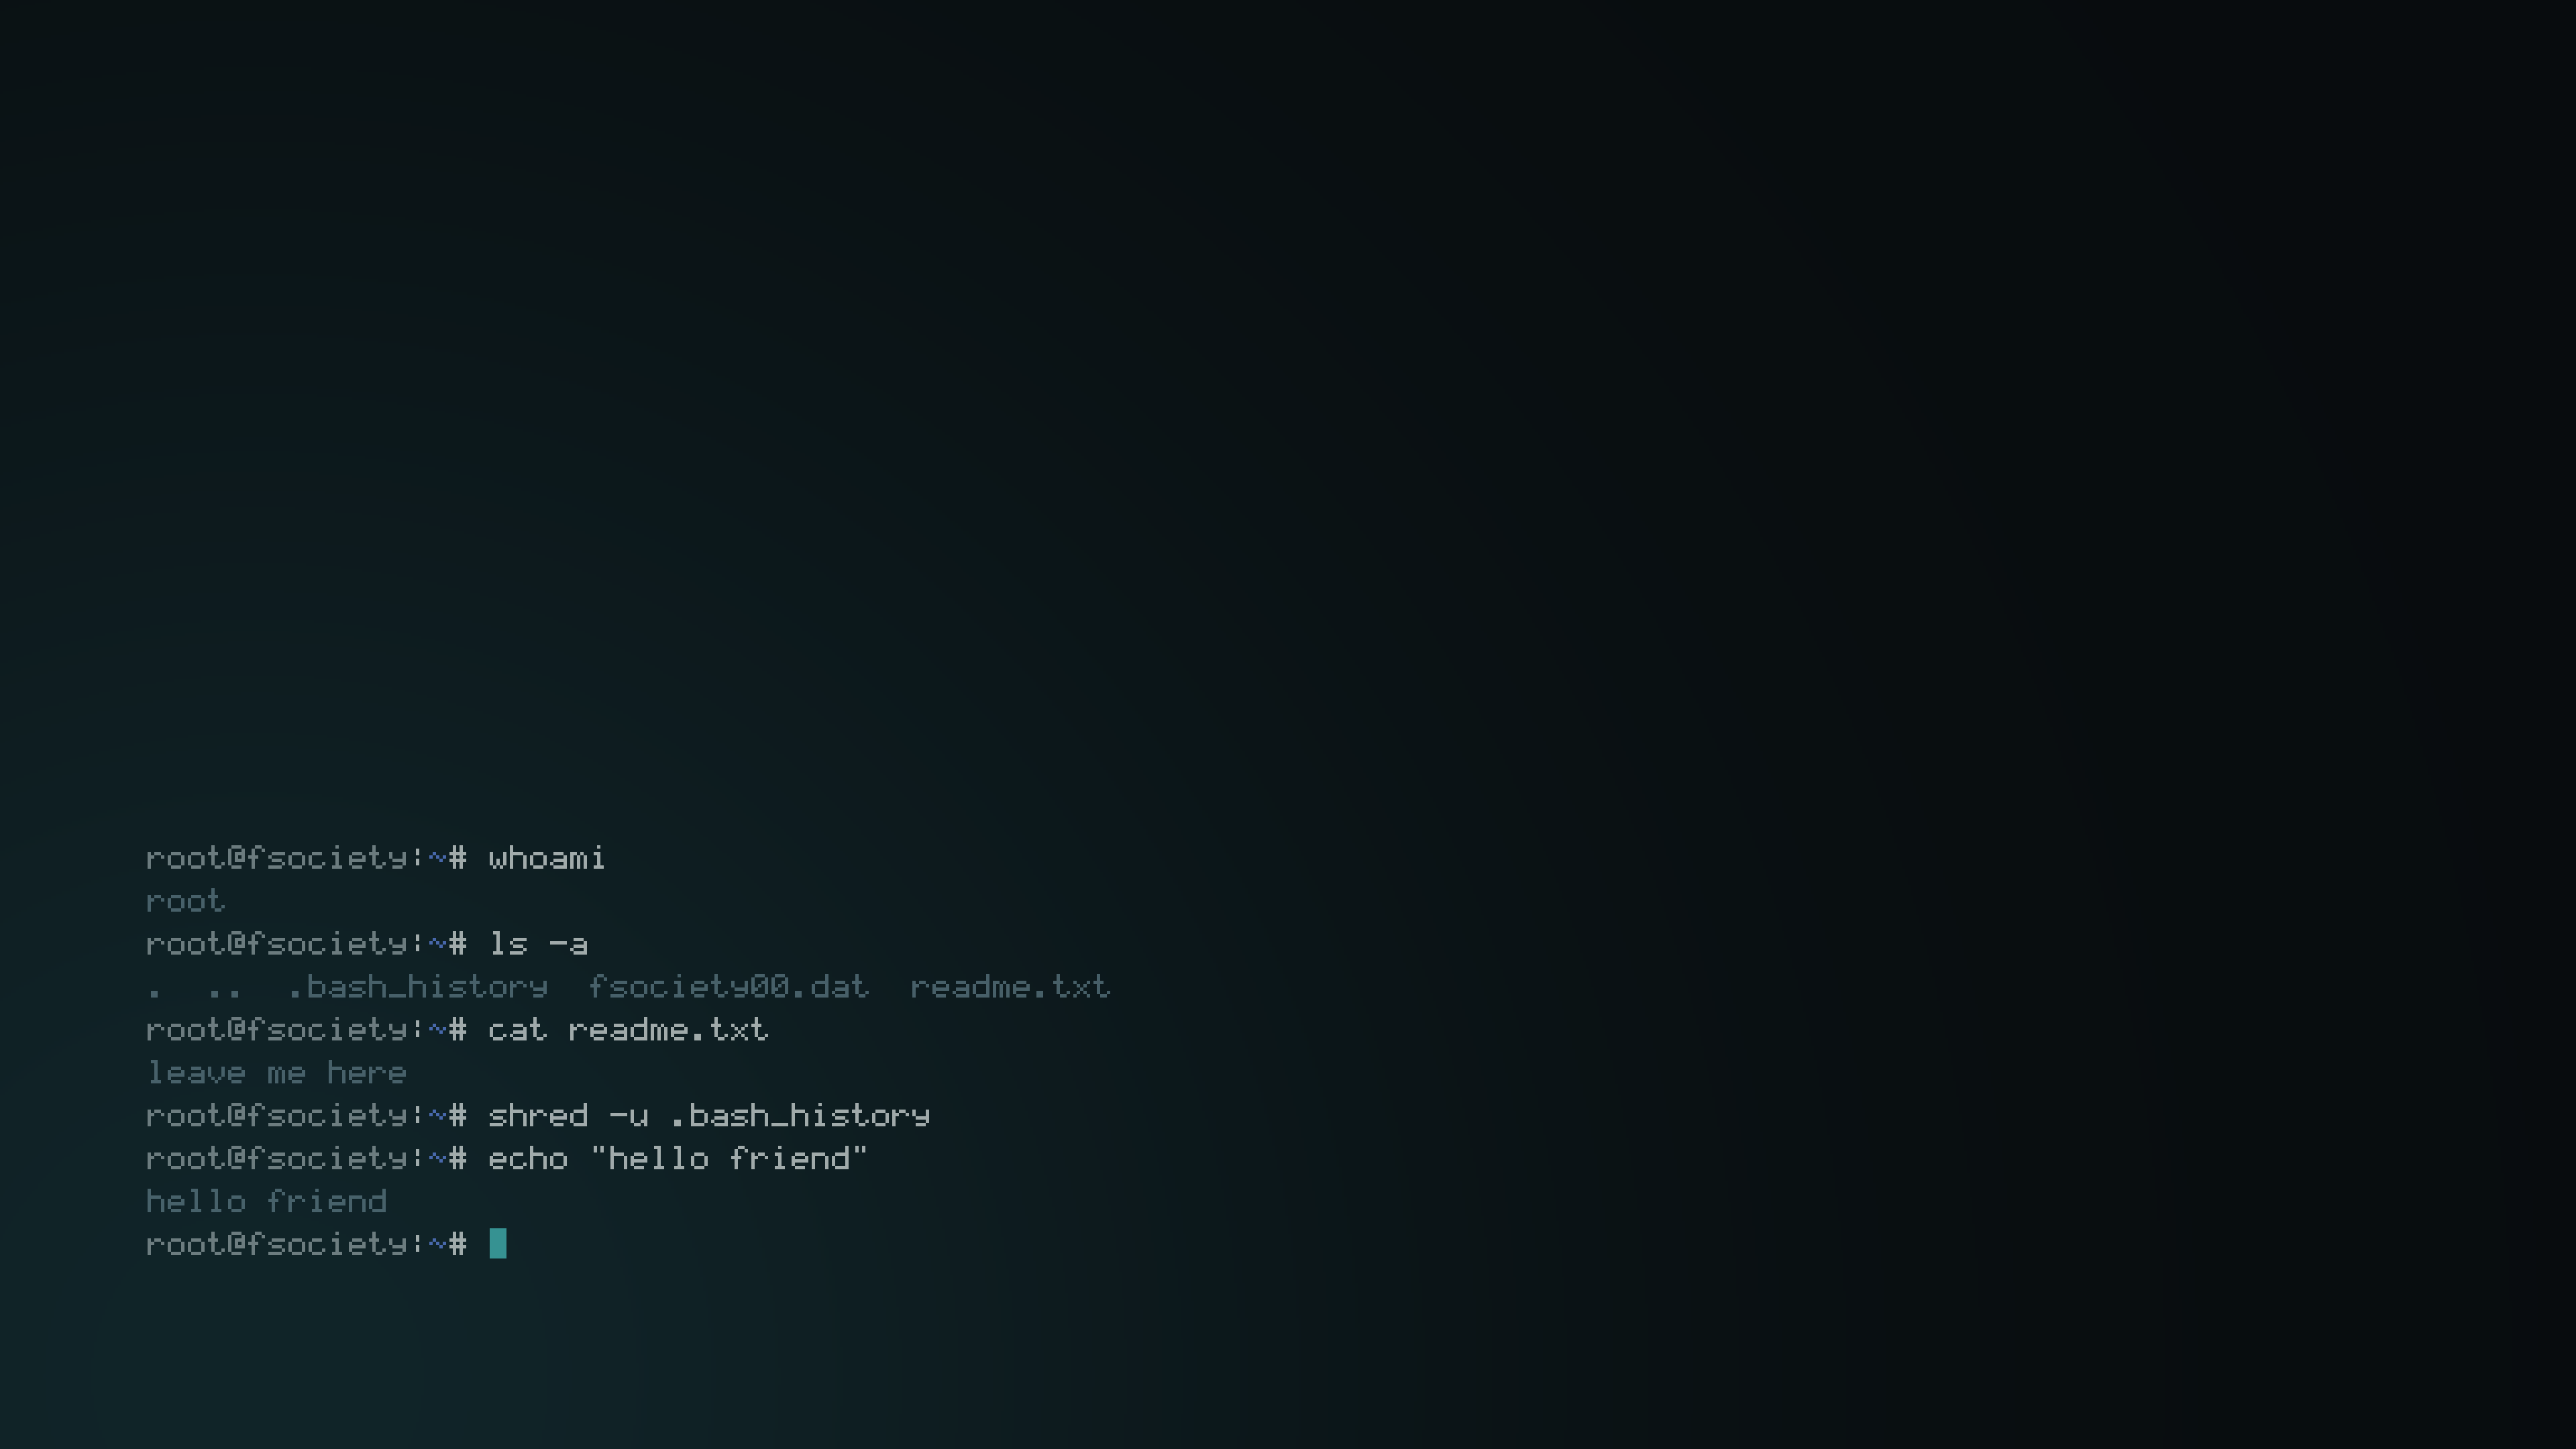 root@fsociety:~# whoami
root
root@fsociety:~# ls -a
.  ..  .bash_history  fsociety00.dat  readme.txt
root@fsociety:~# cat readme.txt
leave me here
root@fsociety:~# shred -u .bash_history
root@fsociety:~# echo "hello friend"
hello friend
root@fsociety:~#